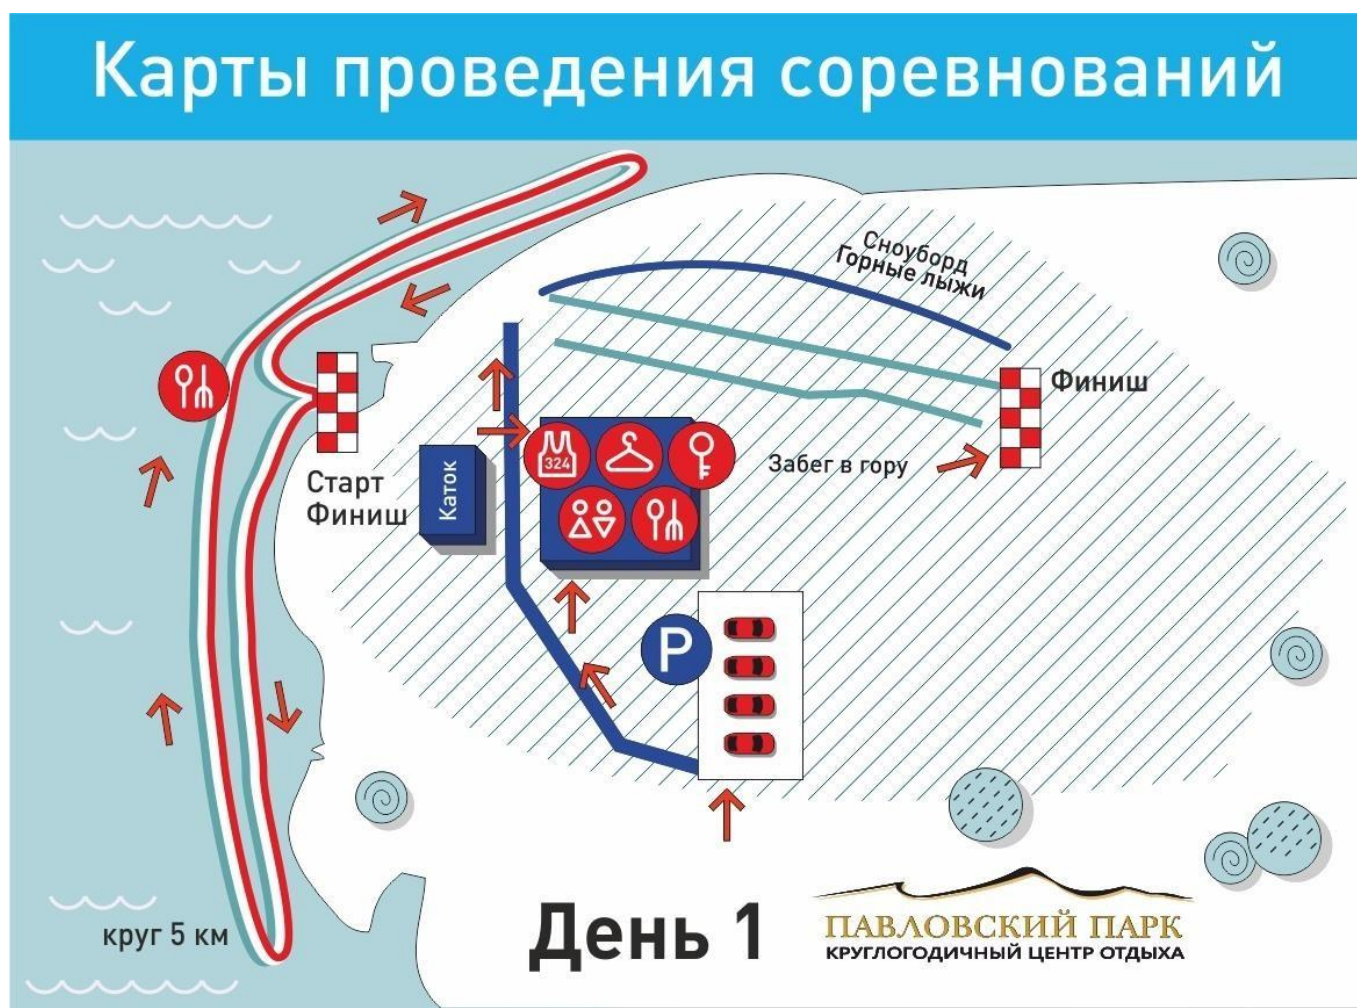 Карты проведения соревнований
Сноуборд
Горные лыжи
Финиш
Забег в гору
Старт
Финиш
Каток
324
P
круг 5 км
День 1
ПАВЛОВСКИЙ ПАРК
КРУГЛОГОДИЧНЫЙ ЦЕНТР ОТДЫХА